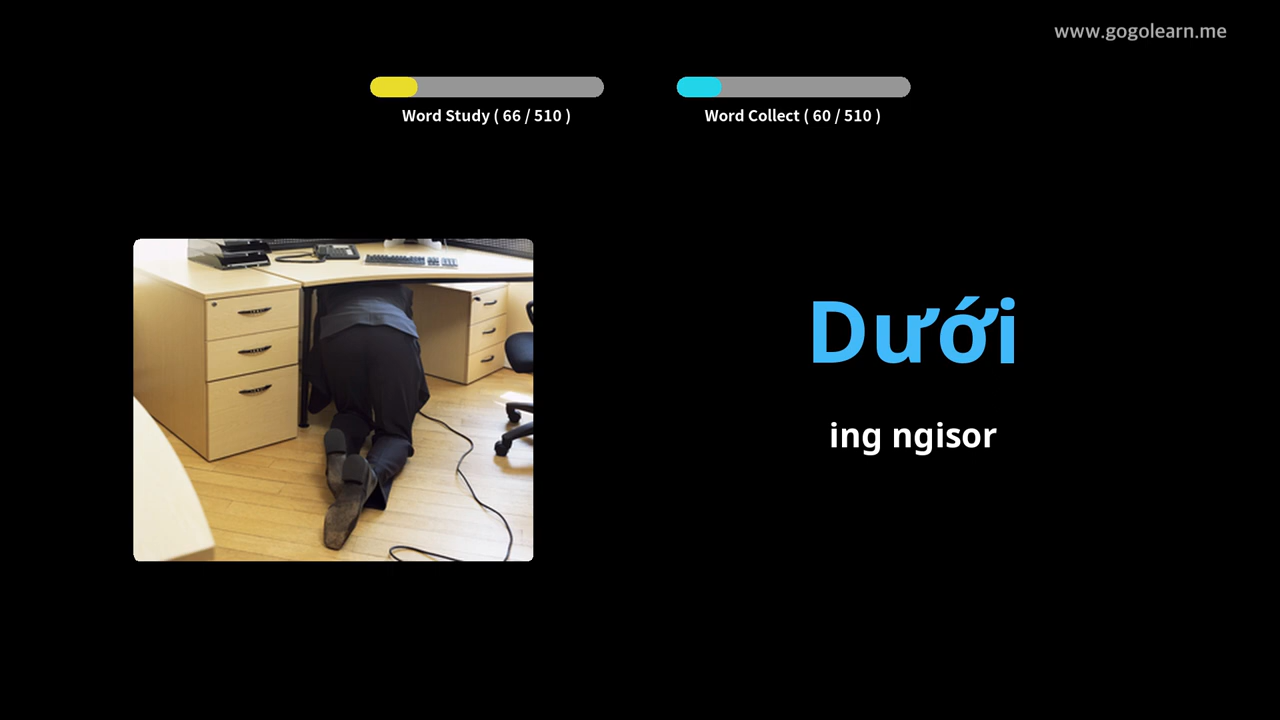 www.gogolearn.me
Word Study ( 66 / 510 )
Word Collect ( 60 / 510 )
Dưới
ing ngisor